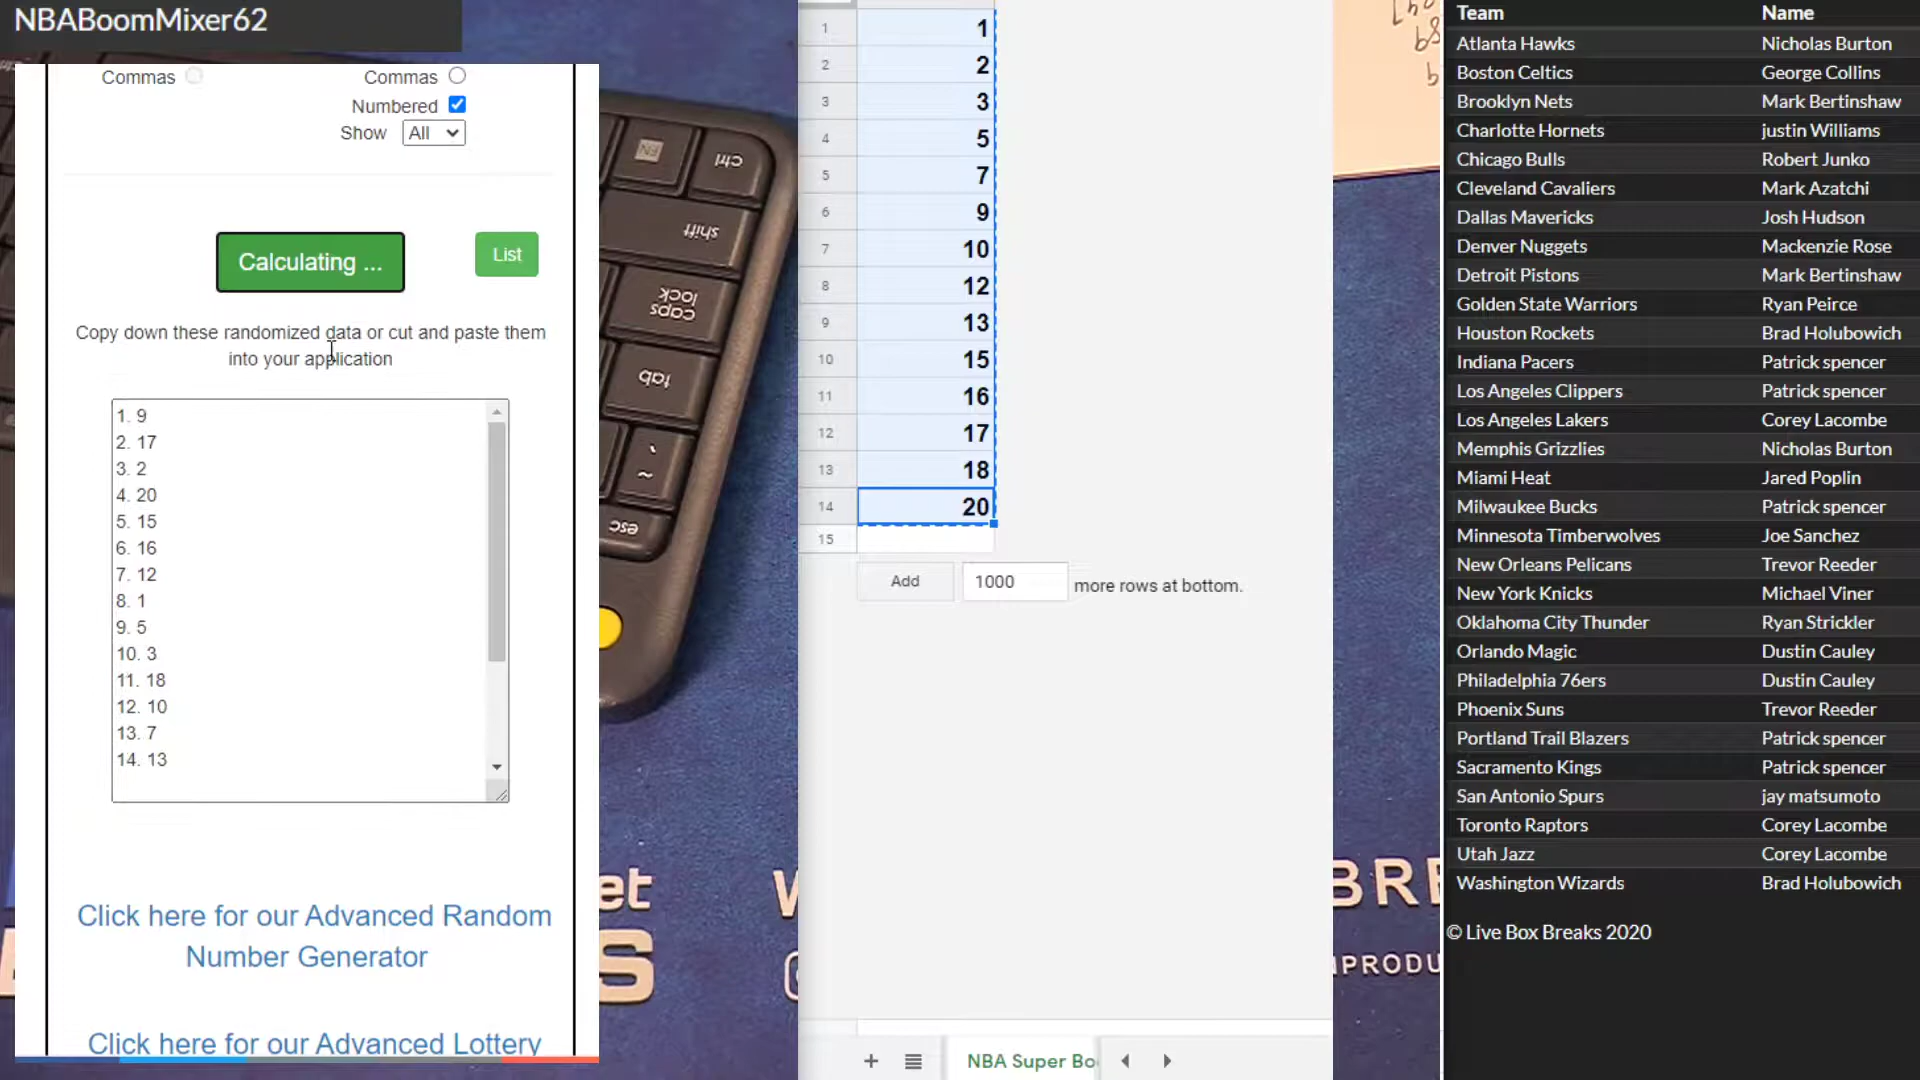 NBABoomMixer62
Commas
Commas
Numbered
Show All
Calculating ...
List
Copy down these randomized data or cut and paste them
into your application
1. 9
2. 17
3. 2
4. 20
5. 15
6. 16
7. 12
8. 1
9. 5
10. 3
11. 18
12. 10
13. 7
14. 13
Click here for our Advanced Random
Number Generator
Click here for our Advanced Lottery
ctrl
shift
caps
lock
tab
esc
1 1
2 2
3 3
4 5
5 7
6 9
7 10
8 12
9 13
10 15
11 16
12 17
13 18
14 20
15
Add 1000 more rows at bottom.
NBA Super Bo
Team Name
Atlanta Hawks Nicholas Burton
Boston Celtics George Collins
Brooklyn Nets Mark Bertinshaw
Charlotte Hornets justin Williams
Chicago Bulls Robert Junko
Cleveland Cavaliers Mark Azatchi
Dallas Mavericks Josh Hudson
Denver Nuggets Mackenzie Rose
Detroit Pistons Mark Bertinshaw
Golden State Warriors Ryan Peirce
Houston Rockets Brad Holubowich
Indiana Pacers Patrick spencer
Los Angeles Clippers Patrick spencer
Los Angeles Lakers Corey Lacombe
Memphis Grizzlies Nicholas Burton
Miami Heat Jared Poplin
Milwaukee Bucks Patrick spencer
Minnesota Timberwolves Joe Sanchez
New Orleans Pelicans Trevor Reeder
New York Knicks Michael Viner
Oklahoma City Thunder Ryan Strickler
Orlando Magic Dustin Cauley
Philadelphia 76ers Dustin Cauley
Phoenix Suns Trevor Reeder
Portland Trail Blazers Patrick spencer
Sacramento Kings Patrick spencer
San Antonio Spurs jay matsumoto
Toronto Raptors Corey Lacombe
Utah Jazz Corey Lacombe
Washington Wizards Brad Holubowich
© Live Box Breaks 2020